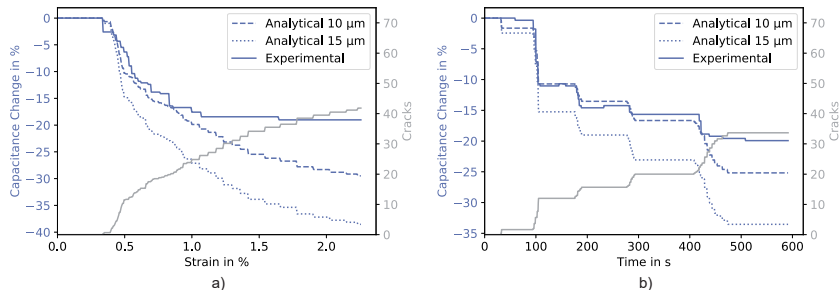 Analytical 10 μm
Analytical 15 μm
Experimental
Capacitance Change in %
0
−5
−10
−15
−20
−25
−30
−35
−40
0.0 0.5 1.0 1.5 2.0
Strain in %
70
60
50
40
30
20
10
0
Cracks
a)
Analytical 10 μm
Analytical 15 μm
Experimental
Capacitance Change in %
0
−5
−10
−15
−20
−25
−30
−35
0 100 200 300 400 500 600
Time in s
70
60
50
40
30
20
10
0
Cracks
b)